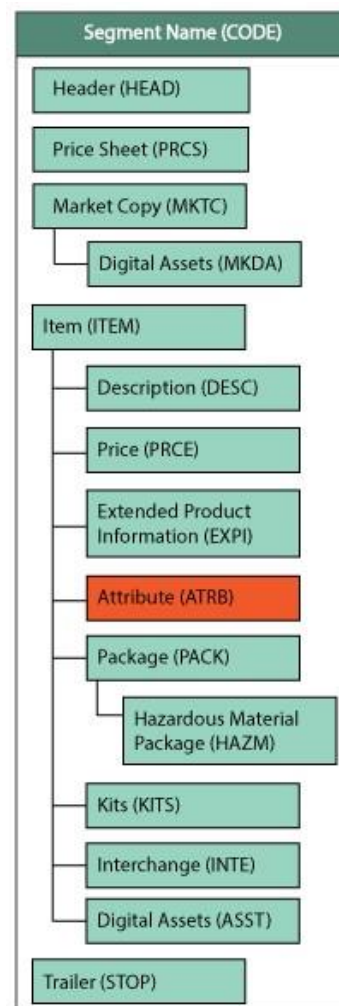 Segment Name (CODE)
Header (HEAD)
Price Sheet (PRCS)
Market Copy (MKTC)
Digital Assets (MKDA)
Item (ITEM)
Description (DESC)
Price (PRCE)
Extended Product
Information (EXPI)
Attribute (ATRB)
Package (PACK)
Hazardous Material
Package (HAZM)
Kits (KITS)
Interchange (INTE)
Digital Assets (ASST)
Trailer (STOP)